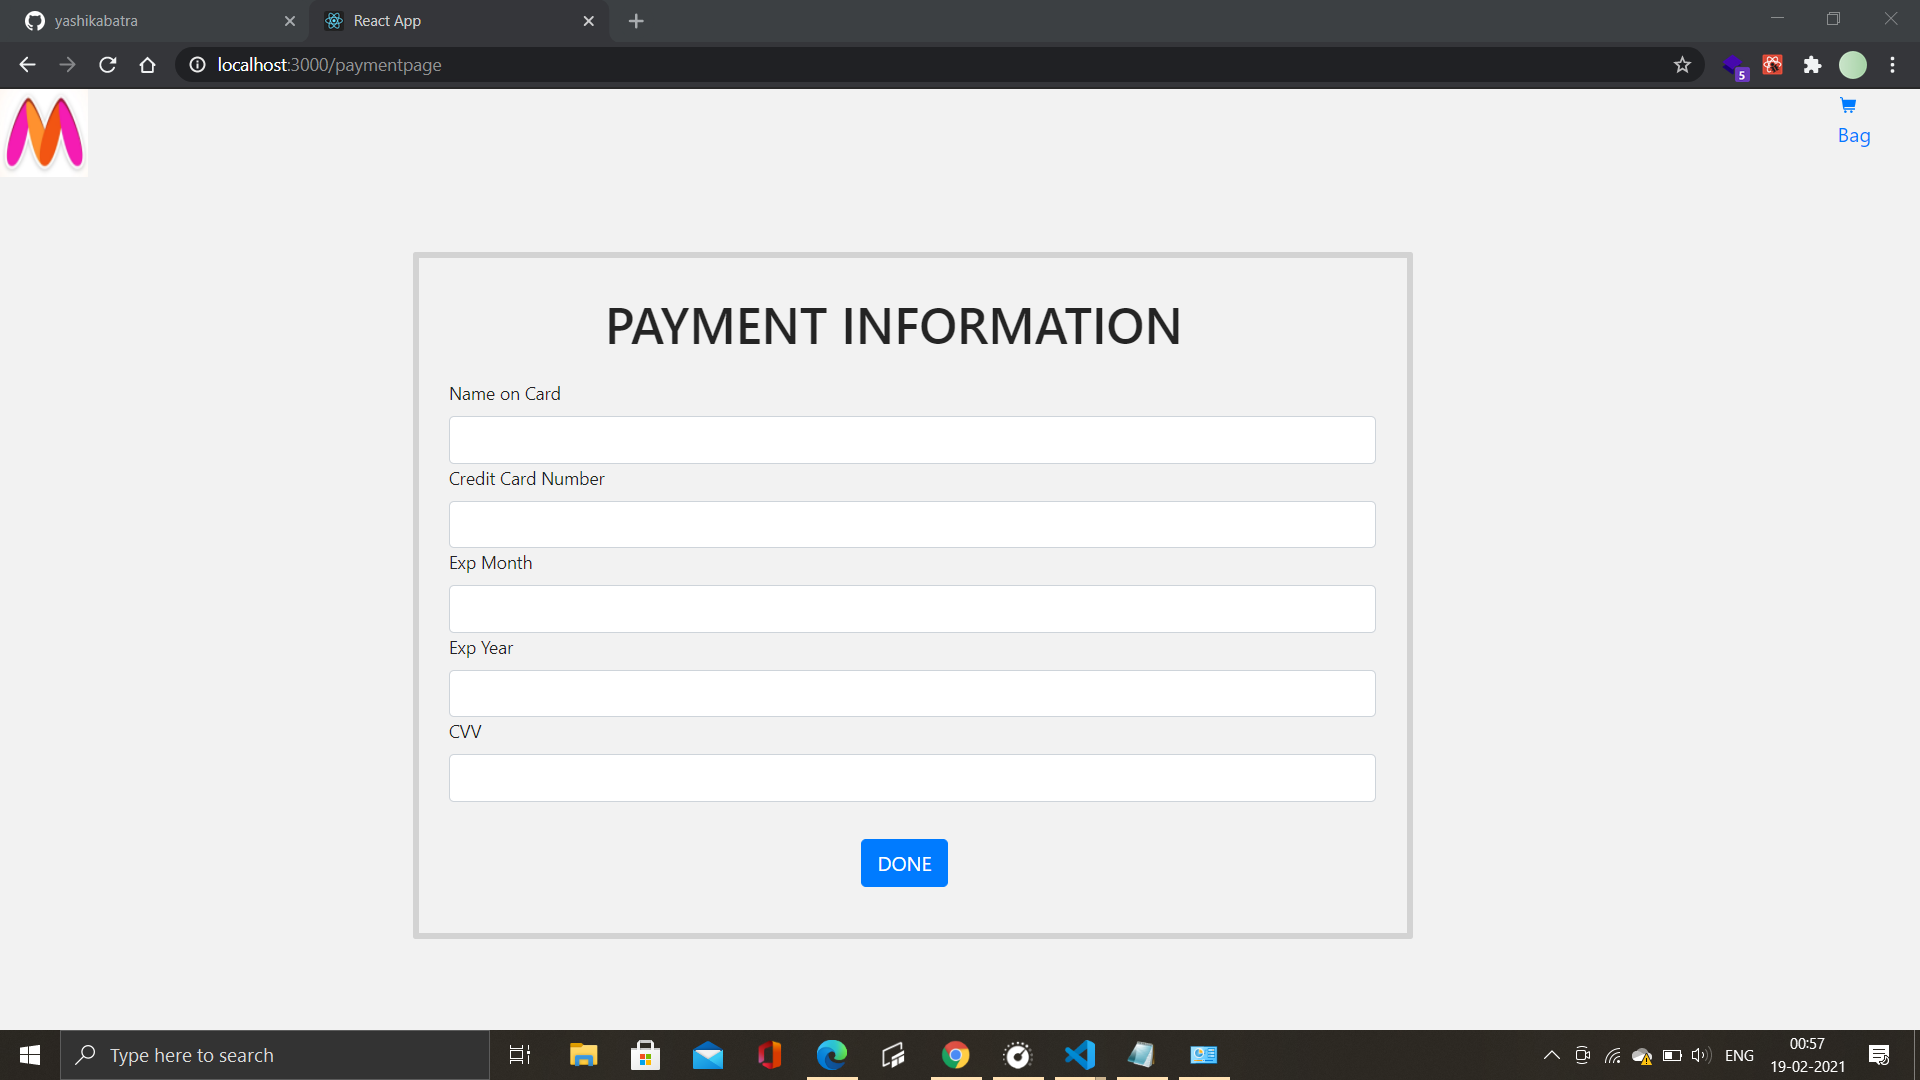 yashikabatra
React App
localhost:3000/paymentpage
5
Bag
PAYMENT INFORMATION
Name on Card
Credit Card Number
Exp Month
Exp Year
CVV
DONE
Type here to search
ENG
00:57
19-02-2021